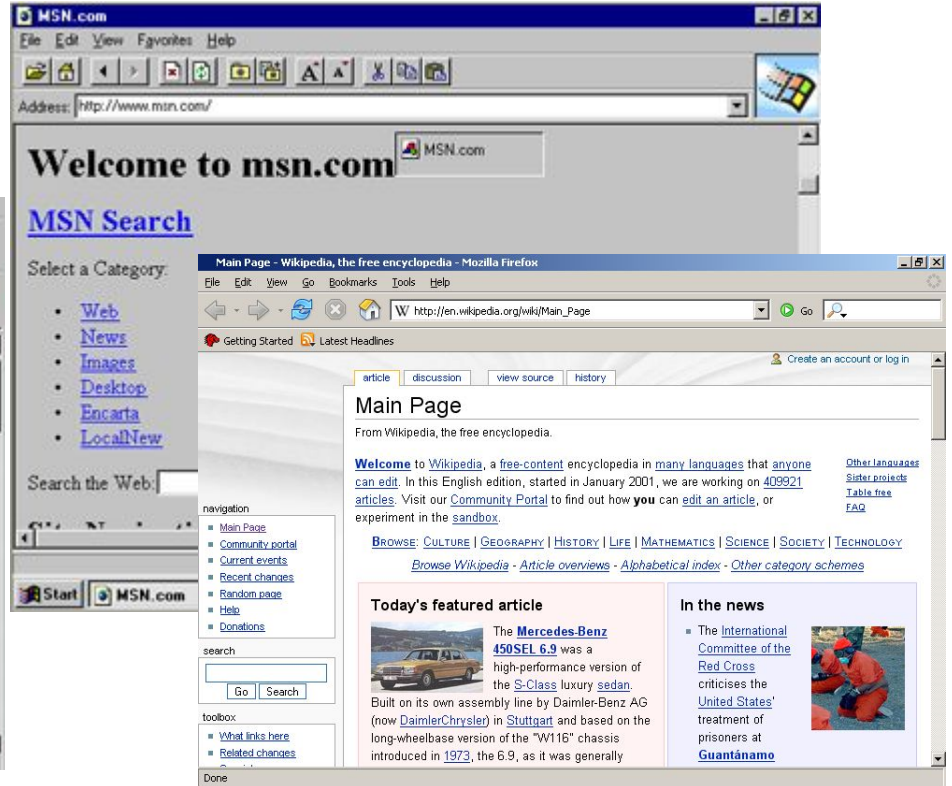 MSN.com
File Edit View Favorites Help
Address: http://www.msn.com/
Welcome to msn.com
MSN.com
MSN Search
Select a Category:
Web
News
Images
Desktop
Encarta
LocalNew
Search the Web:
Start MSN.com
Main Page - Wikipedia, the free encyclopedia - Mozilla Firefox
File Edit View Go Bookmarks Tools Help
W http://en.wikipedia.org/wiki/Main_Page Go
Getting Started Latest Headlines
Create an account or log in
article discussion view source history
Main Page
From Wikipedia, the free encyclopedia.
Welcome to Wikipedia, a free-content encyclopedia in many languages that anyone
can edit. In this English edition, started in January 2001, we are working on 409921
articles. Visit our Community Portal to find out how you can edit an article, or
experiment in the sandbox.
Other languages
Sister projects
Table free
FAQ
BROWSE: CULTURE | GEOGRAPHY | HISTORY | LIFE | MATHEMATICS | SCIENCE | SOCIETY | TECHNOLOGY
Browse Wikipedia - Article overviews - Alphabetical index - Other category schemes
navigation
Main Page
Community portal
Current events
Recent changes
Random page
Help
Donations
search
Go Search
toolbox
What links here
Related changes
Today's featured article
The Mercedes-Benz
450SEL 6.9 was a
high-performance version of
the S-Class luxury sedan.
Built on its own assembly line by Daimler-Benz AG
(now DaimlerChrysler) in Stuttgart and based on the
long-wheelbase version of the "W116" chassis
introduced in 1973, the 6.9, as it was generally
In the news
The International
Committee of the
Red Cross
criticises the
United States'
treatment of
prisoners at
Guantánamo
Done